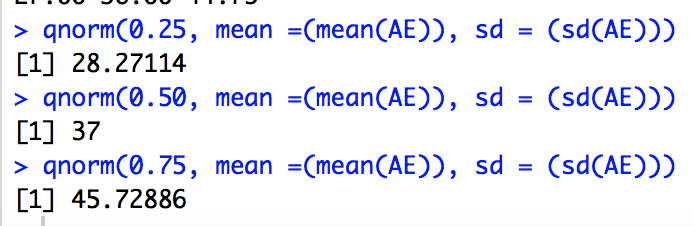 > qnorm(0.25, mean =(mean(AE)), sd = (sd(AE)))
[1] 28.27114
> qnorm(0.50, mean =(mean(AE)), sd = (sd(AE)))
[1] 37
> qnorm(0.75, mean =(mean(AE)), sd = (sd(AE)))
[1] 45.72886